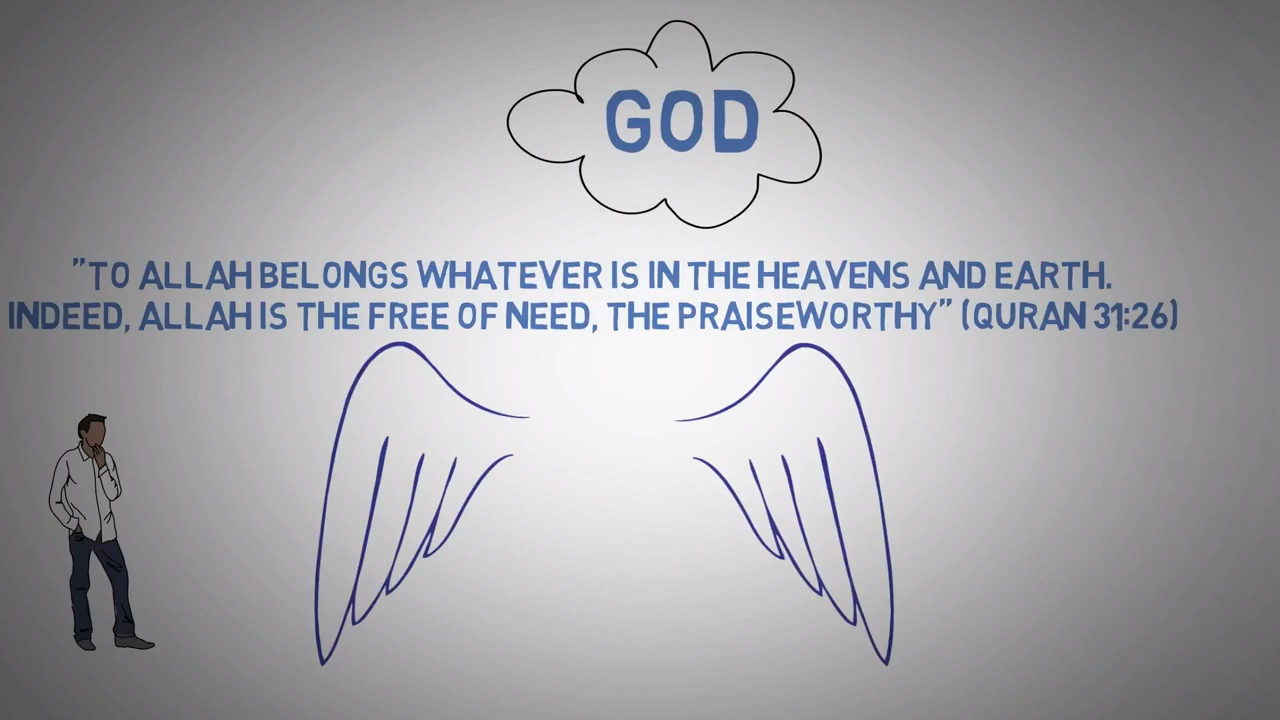 GOD
"TO ALLAH BELONGS WHATEVER IS IN THE HEAVENS AND EARTH.
INDEED, ALLAH IS THE FREE OF NEED, THE PRAISEWORTHY" (QURAN 31:26)